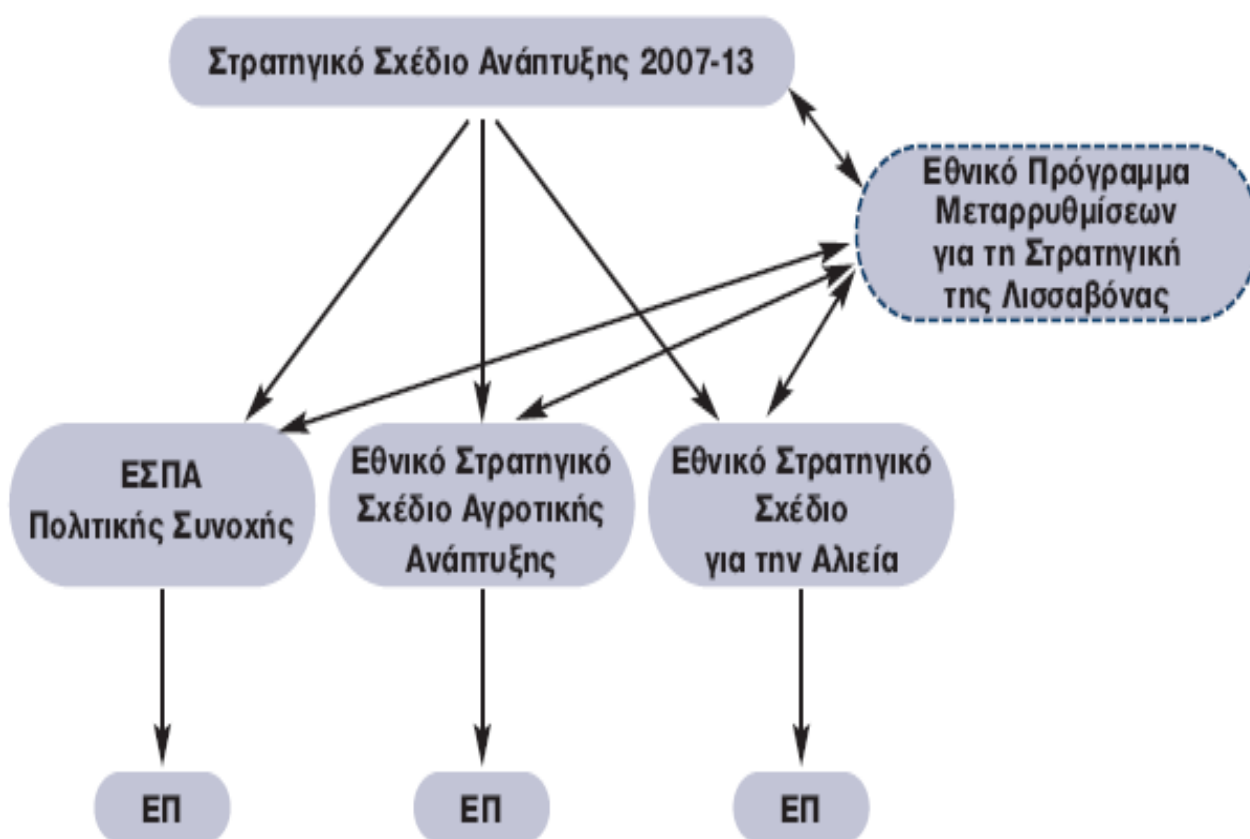 Στρατηγικό Σχέδιο Ανάπτυξης 2007-13
Εθνικό Πρόγραμμα
Μεταρρυθμίσεων
για τη Στρατηγική
της Λισσαβόνας
ΕΣΠΑ
Πολιτικής Συνοχής
Εθνικό Στρατηγικό
Σχέδιο Αγροτικής
Ανάπτυξης
Εθνικό Στρατηγικό
Σχέδιο
για την Αλιεία
ΕΠ
ΕΠ
ΕΠ